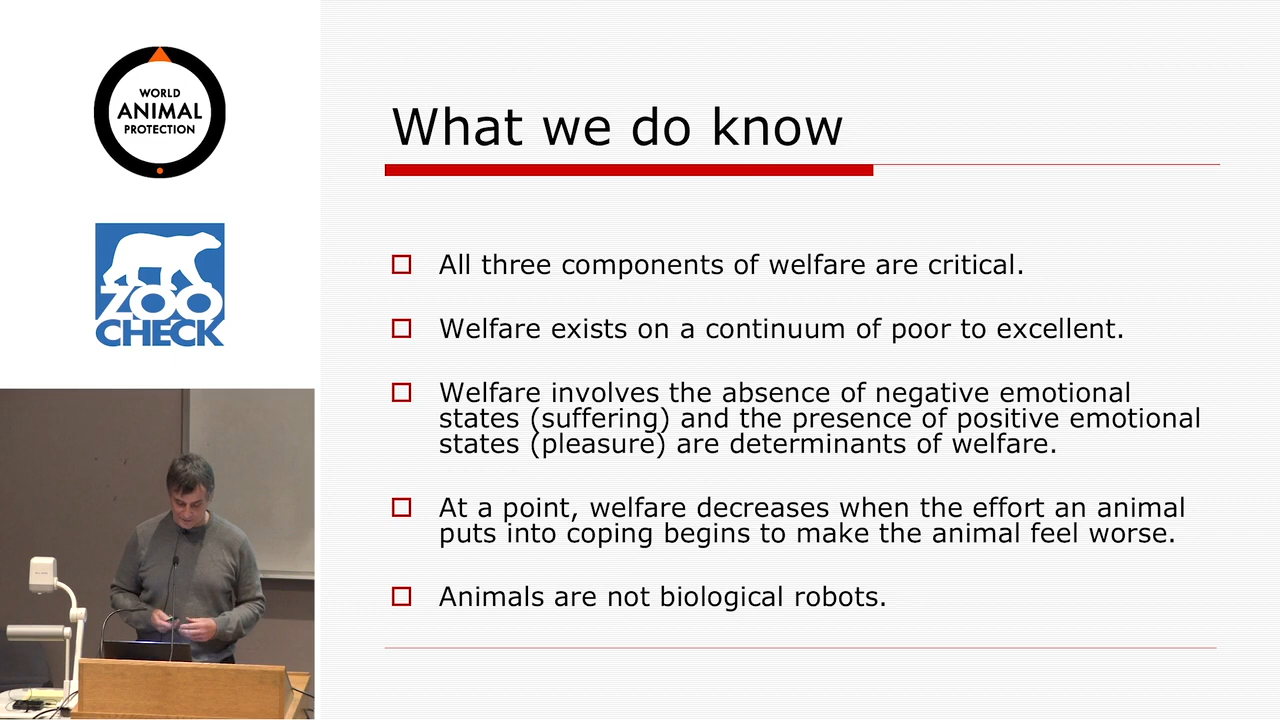 WORLD
ANIMAL
PROTECTION
ZOO
CHECK
What we do know
All three components of welfare are critical.
Welfare exists on a continuum of poor to excellent.
Welfare involves the absence of negative emotional
states (suffering) and the presence of positive emotional
states (pleasure) are determinants of welfare.
At a point, welfare decreases when the effort an animal
puts into coping begins to make the animal feel worse.
Animals are not biological robots.